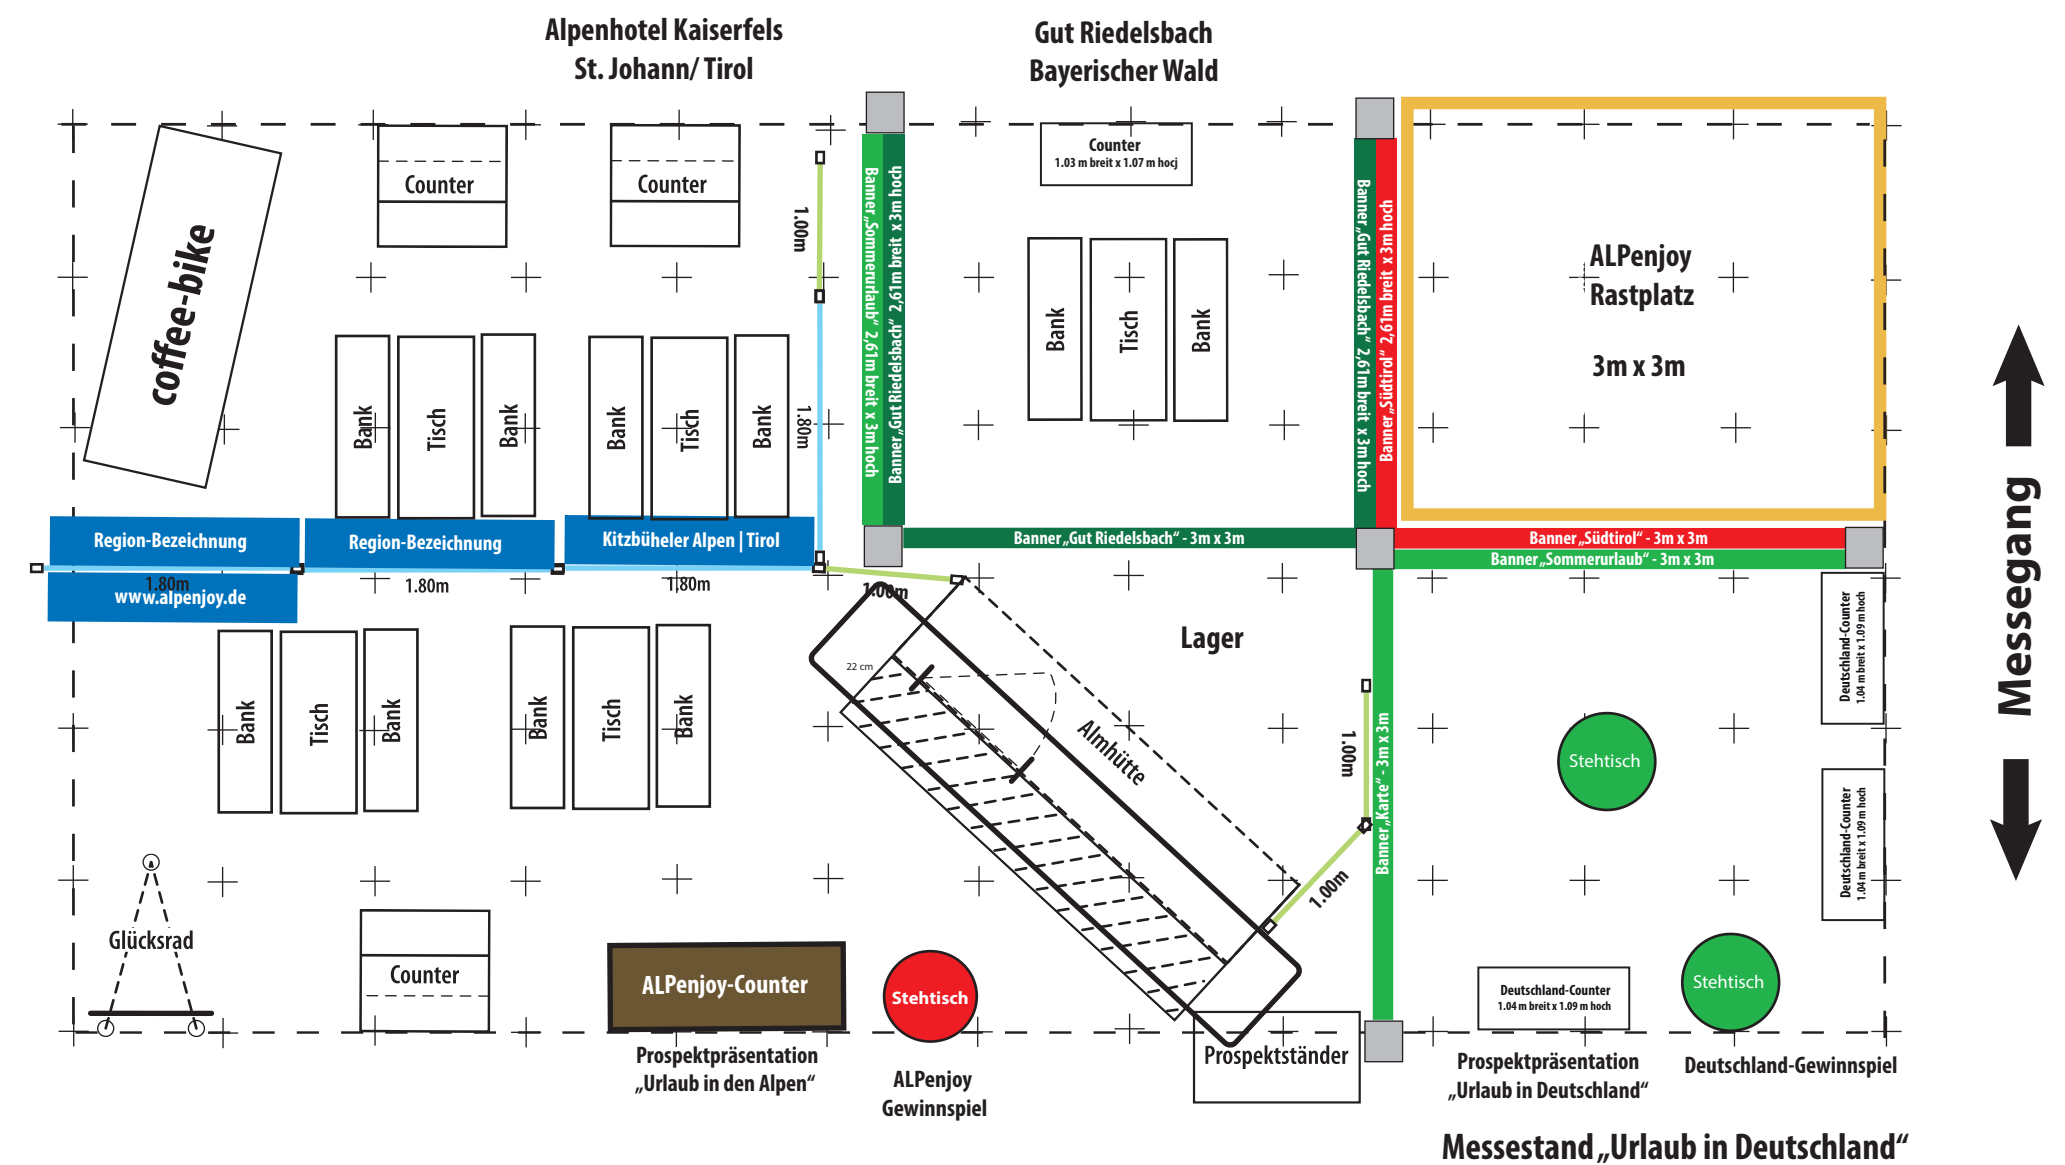 Alpenhotel Kaiserfels
St. Johann/ Tirol
Gut Riedelsbach
Bayerischer Wald
coffee-bike
Counter
Counter
1.00m
1.80m
Banner„Sommerurlaub“ 2,61m breit x 3m hoch
Banner„Gut Riedelsbach“ 2,61m breit x 3m hoch
Counter
1.03 m breit x 1.07 m hocj
Bank
Tisch
Bank
Banner„Gut Riedelsbach“ 2,61m breit x 3m hoch
Banner„Südtirol“ 2,61m breit x 3m hoch
ALPenjoy
Rastplatz
3m x 3m
Messegang
Bank
Tisch
Bank
Bank
Tisch
Bank
Region-Bezeichnung
Region-Bezeichnung
Kitzbüheler Alpen | Tirol
Banner„Gut Riedelsbach“ - 3m x 3m
Banner„Südtirol“ - 3m x 3m
Banner„Sommerurlaub“ - 3m x 3m
1.80m
1.80m
1.80m
1.00m
www.alpenjoy.de
Bank
Tisch
Bank
Bank
Tisch
Bank
22 cm
Almhütte
Lager
1.00m
1.00m
Banner„Karte“ - 3m x 3m
Stehtisch
Deutschland-Counter
1.04 m breit x 1.09 m hoch
Deutschland-Counter
1.04 m breit x 1.09 m hoch
Glücksrad
Counter
ALPenjoy-Counter
Stehtisch
Prospektständer
Deutschland-Counter
1.04 m breit x 1.09 m hoch
Stehtisch
Prospektpräsentation
„Urlaub in den Alpen“
ALPenjoy
Gewinnspiel
Prospektpräsentation
„Urlaub in Deutschland“
Deutschland-Gewinnspiel
Messestand„Urlaub in Deutschland“